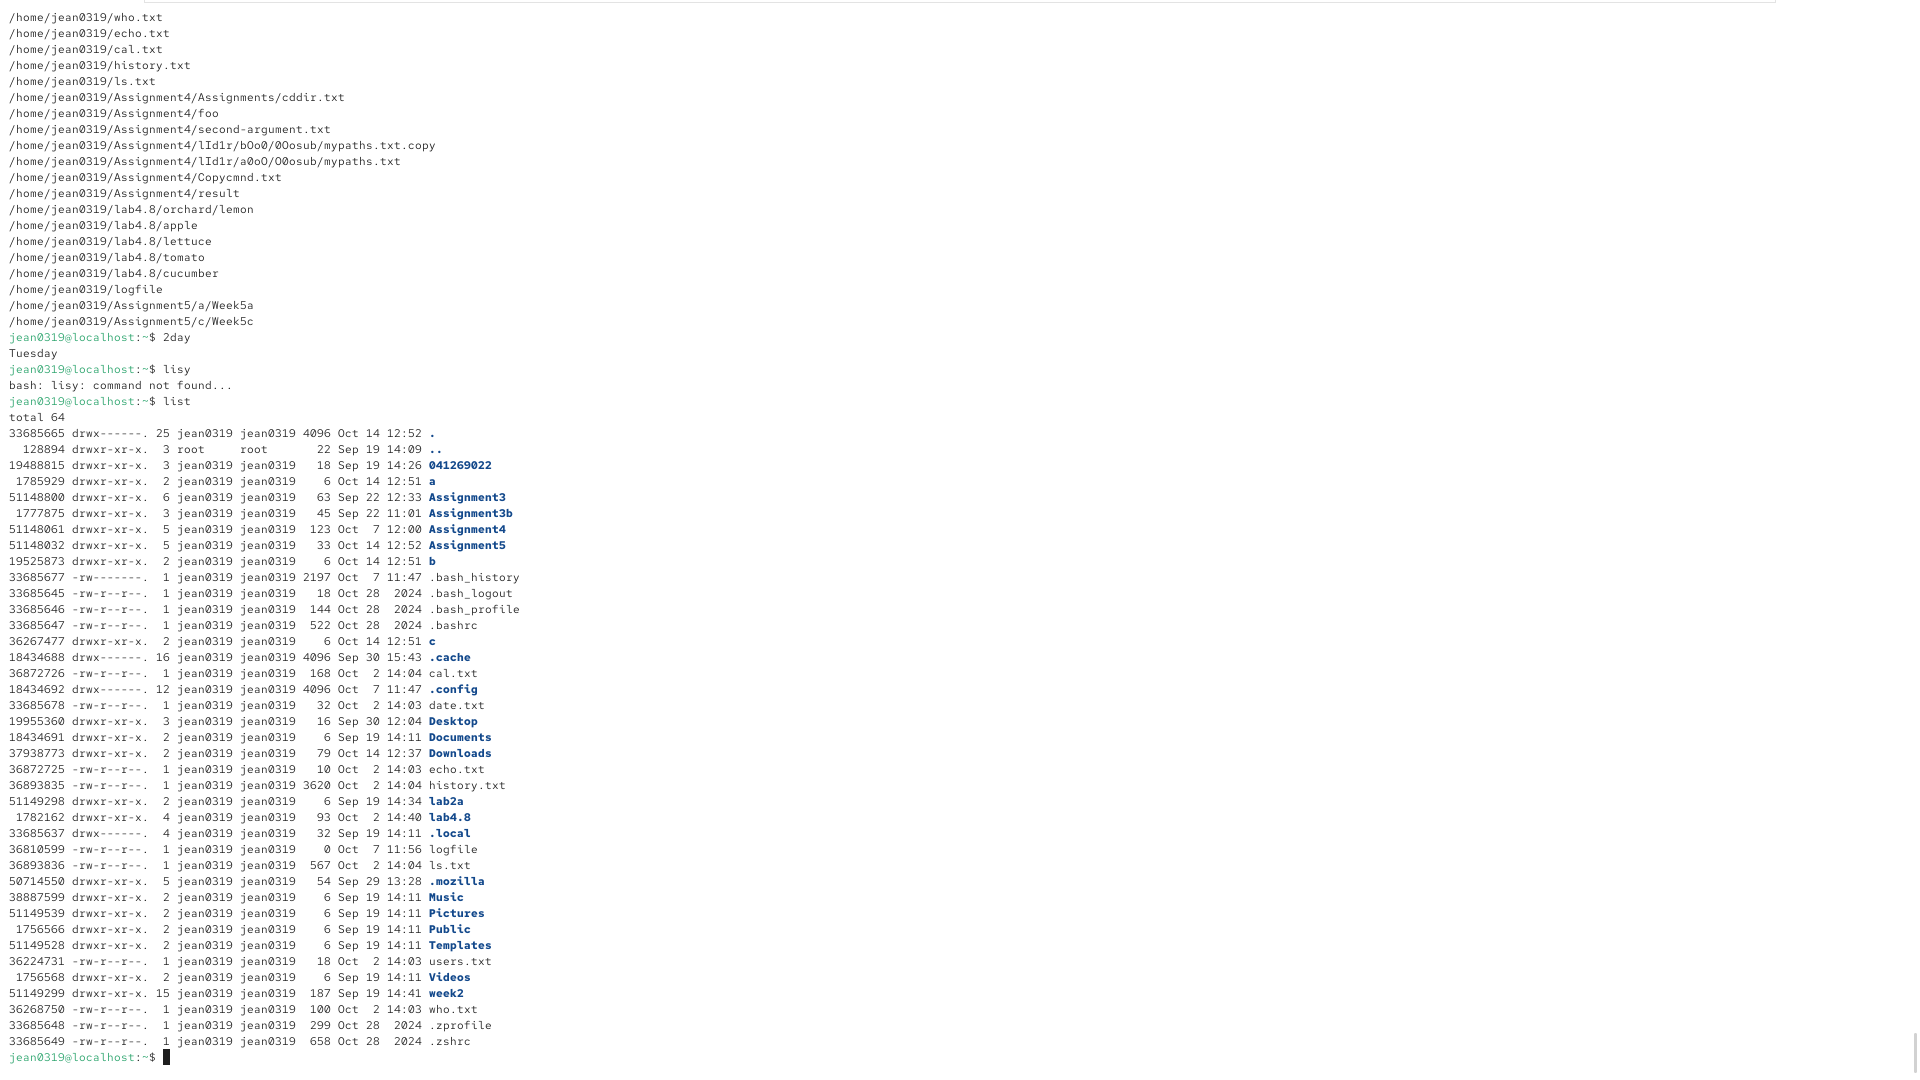 /home/jean0319/who.txt
/home/jean0319/echo.txt
/home/jean0319/cal.txt
/home/jean0319/history.txt
/home/jean0319/ls.txt
/home/jean0319/Assignment4/Assignments/cddir.txt
/home/jean0319/Assignment4/foo
/home/jean0319/Assignment4/second-argument.txt
/home/jean0319/Assignment4/lId1r/bOo0/0Oosub/mypaths.txt.copy
/home/jean0319/Assignment4/lId1r/a0oO/O0osub/mypaths.txt
/home/jean0319/Assignment4/Copycmnd.txt
/home/jean0319/Assignment4/result
/home/jean0319/lab4.8/orchard/lemon
/home/jean0319/lab4.8/apple
/home/jean0319/lab4.8/lettuce
/home/jean0319/lab4.8/tomato
/home/jean0319/lab4.8/cucumber
/home/jean0319/logfile
/home/jean0319/Assignment5/a/Week5a
/home/jean0319/Assignment5/c/Week5c
jean0319@localhost:~$ 2day
Tuesday
jean0319@localhost:~$ lisy
bash: lisy: command not found...
jean0319@localhost:~$ list
total 64
33685665 drwx------. 25 jean0319 jean0319 4096 Oct 14 12:52 .
  128894 drwxr-xr-x.  3 root     root       22 Sep 19 14:09 ..
19488815 drwxr-xr-x.  3 jean0319 jean0319   18 Sep 19 14:26 041269022
 1785929 drwxr-xr-x.  2 jean0319 jean0319    6 Oct 14 12:51 a
51148800 drwxr-xr-x.  6 jean0319 jean0319   63 Sep 22 12:33 Assignment3
 1777875 drwxr-xr-x.  3 jean0319 jean0319   45 Sep 22 11:01 Assignment3b
51148061 drwxr-xr-x.  5 jean0319 jean0319  123 Oct  7 12:00 Assignment4
51148032 drwxr-xr-x.  5 jean0319 jean0319   33 Oct 14 12:52 Assignment5
19525873 drwxr-xr-x.  2 jean0319 jean0319    6 Oct 14 12:51 b
33685677 -rw-------.  1 jean0319 jean0319 2197 Oct  7 11:47 .bash_history
33685645 -rw-r--r--.  1 jean0319 jean0319   18 Oct 28  2024 .bash_logout
33685646 -rw-r--r--.  1 jean0319 jean0319  144 Oct 28  2024 .bash_profile
33685647 -rw-r--r--.  1 jean0319 jean0319  522 Oct 28  2024 .bashrc
36267477 drwxr-xr-x.  2 jean0319 jean0319    6 Oct 14 12:51 c
18434688 drwx------. 16 jean0319 jean0319 4096 Sep 30 15:43 .cache
36872726 -rw-r--r--.  1 jean0319 jean0319  168 Oct  2 14:04 cal.txt
18434692 drwx------. 12 jean0319 jean0319 4096 Oct  7 11:47 .config
33685678 -rw-r--r--.  1 jean0319 jean0319   32 Oct  2 14:03 date.txt
19955360 drwxr-xr-x.  3 jean0319 jean0319   16 Sep 30 12:04 Desktop
18434691 drwxr-xr-x.  2 jean0319 jean0319    6 Sep 19 14:11 Documents
37938773 drwxr-xr-x.  2 jean0319 jean0319   79 Oct 14 12:37 Downloads
36872725 -rw-r--r--.  1 jean0319 jean0319   10 Oct  2 14:03 echo.txt
36893835 -rw-r--r--.  1 jean0319 jean0319 3620 Oct  2 14:04 history.txt
51149298 drwxr-xr-x.  2 jean0319 jean0319    6 Sep 19 14:34 lab2a
 1782162 drwxr-xr-x.  4 jean0319 jean0319   93 Oct  2 14:40 lab4.8
33685637 drwx------.  4 jean0319 jean0319   32 Sep 19 14:11 .local
36810599 -rw-r--r--.  1 jean0319 jean0319    0 Oct  7 11:56 logfile
36893836 -rw-r--r--.  1 jean0319 jean0319  567 Oct  2 14:04 ls.txt
50714550 drwxr-xr-x.  5 jean0319 jean0319   54 Sep 29 13:28 .mozilla
38887599 drwxr-xr-x.  2 jean0319 jean0319    6 Sep 19 14:11 Music
51149539 drwxr-xr-x.  2 jean0319 jean0319    6 Sep 19 14:11 Pictures
 1756566 drwxr-xr-x.  2 jean0319 jean0319    6 Sep 19 14:11 Public
51149528 drwxr-xr-x.  2 jean0319 jean0319    6 Sep 19 14:11 Templates
36224731 -rw-r--r--.  1 jean0319 jean0319   18 Oct  2 14:03 users.txt
 1756568 drwxr-xr-x.  2 jean0319 jean0319    6 Sep 19 14:11 Videos
51149299 drwxr-xr-x. 15 jean0319 jean0319  187 Sep 19 14:41 week2
36268750 -rw-r--r--.  1 jean0319 jean0319  100 Oct  2 14:03 who.txt
33685648 -rw-r--r--.  1 jean0319 jean0319  299 Oct 28  2024 .zprofile
33685649 -rw-r--r--.  1 jean0319 jean0319  658 Oct 28  2024 .zshrc
jean0319@localhost:~$